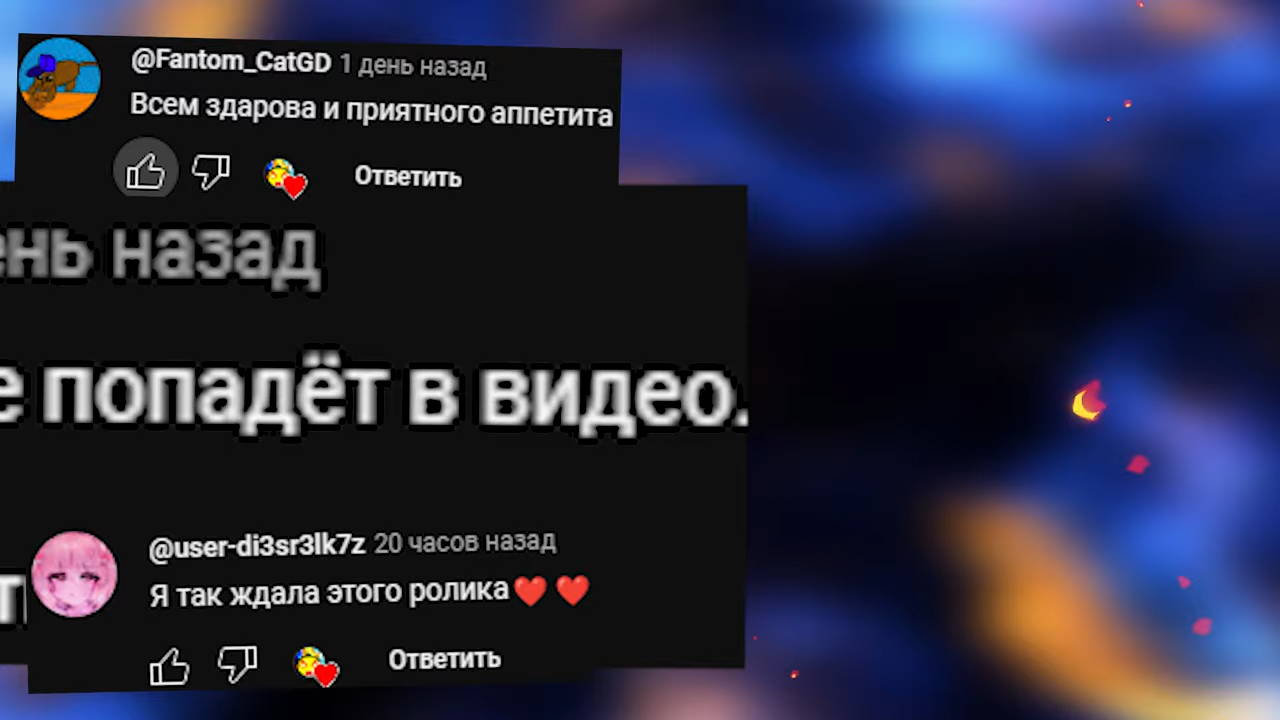 @Fantom_CatGD 1 день назад
Всем здарова и приятного аппетита
Ответить
назад
попадёт в видео.
@user-di3sr3lk7z 20 часов назад
Я так ждала этого ролика❤️ ❤️
Ответить